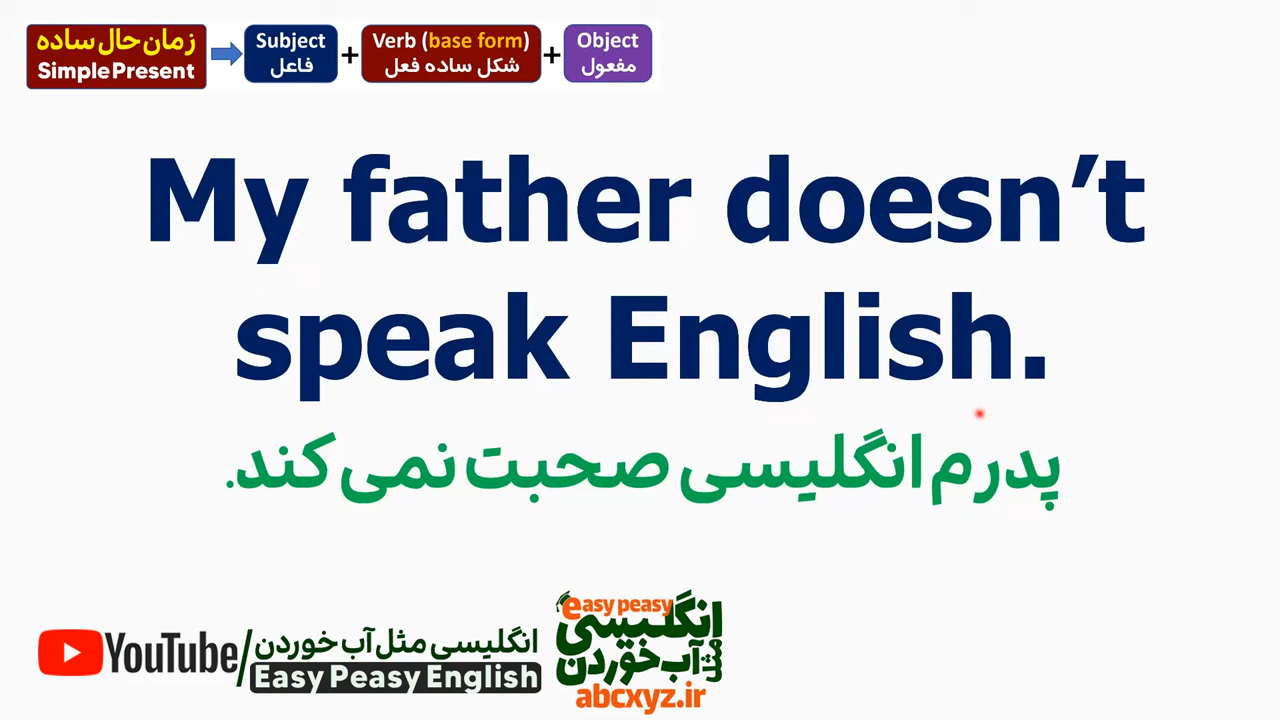 زمان حال ساده
Simple Present
Subject
فاعل
+
Verb (base form)
شکل ساده فعل
+
Object
مفعول
My father doesn’t
speak English.
پدرم انگلیسی صحبت نمی کند.
YouTube/
انگلیسی مثل آب خوردن
Easy Peasy English
easy peasy
انگلیسی
مثل
آب خوردن
abcxyz.ir